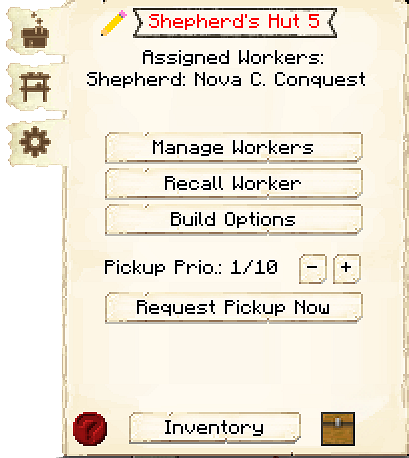 Shepherd's Hut 5
Assigned Workers:
Shepherd: Nova C. Conquest
Manage Workers
Recall Worker
Build Options
Pickup Prio.: 1/10 - +
Request Pickup Now
? Inventory